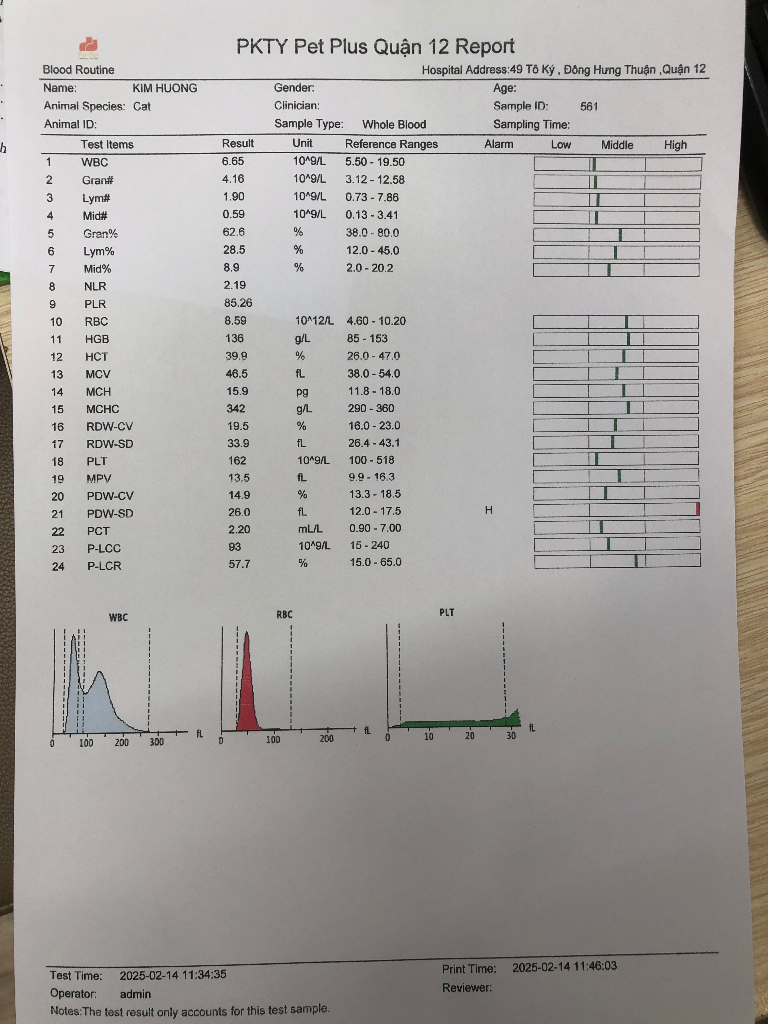 PKTY Pet Plus Quận 12 Report
Blood Routine Hospital Address:49 Tô Ký , Đông Hưng Thuận ,Quận 12
Name: KIM HUONG Gender: Age:
Animal Species: Cat Clinician: Sample ID: 561
Animal ID: Sample Type: Whole Blood Sampling Time:
Test Items Result Unit Reference Ranges Alarm Low Middle High
1 WBC 6.65 10^9/L 5.50 - 19.50
2 Gran# 4.16 10^9/L 3.12 - 12.58
3 Lym# 1.90 10^9/L 0.73 - 7.86
4 Mid# 0.59 10^9/L 0.13 - 3.41
5 Gran% 62.6 % 38.0 - 80.0
6 Lym% 28.5 % 12.0 - 45.0
7 Mid% 8.9 % 2.0 - 20.2
8 NLR 2.19
9 PLR 85.26
10 RBC 8.59 10^12/L 4.60 - 10.20
11 HGB 136 g/L 85 - 153
12 HCT 39.9 % 26.0 - 47.0
13 MCV 46.5 fL 38.0 - 54.0
14 MCH 15.9 pg 11.8 - 18.0
15 MCHC 342 g/L 290 - 360
16 RDW-CV 19.5 % 16.0 - 23.0
17 RDW-SD 33.9 fL 26.4 - 43.1
18 PLT 162 10^9/L 100 - 518
19 MPV 13.5 fL 9.9 - 16.3
20 PDW-CV 14.9 % 13.3 - 18.5
21 PDW-SD 26.0 fL 12.0 - 17.5 H
22 PCT 2.20 mL/L 0.90 - 7.00
23 P-LCC 93 10^9/L 15 - 240
24 P-LCR 57.7 % 15.0 - 65.0
WBC RBC PLT
0 100 200 300 fL 0 100 200 fL 0 10 20 30 fL
Test Time: 2025-02-14 11:34:35 Print Time: 2025-02-14 11:46:03
Operator: admin Reviewer:
Notes:The test result only accounts for this test sample.